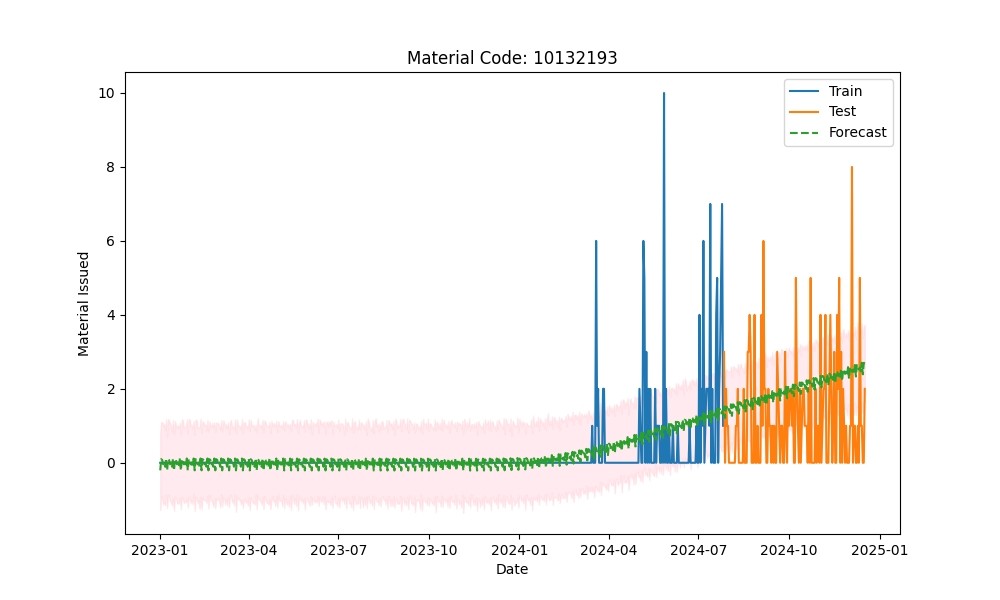 Material Code: 10132193
Train
Test
Forecast
10
8
6
4
2
0
Material Issued
2023-01 2023-04 2023-07 2023-10 2024-01 2024-04 2024-07 2024-10 2025-01
Date